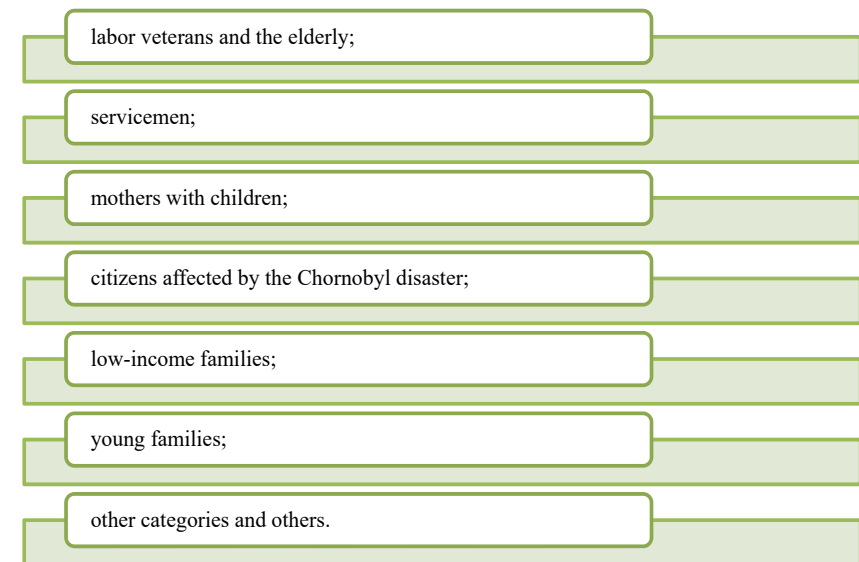 labor veterans and the elderly;
servicemen;
mothers with children;
citizens affected by the Chornobyl disaster;
low-income families;
young families;
other categories and others.